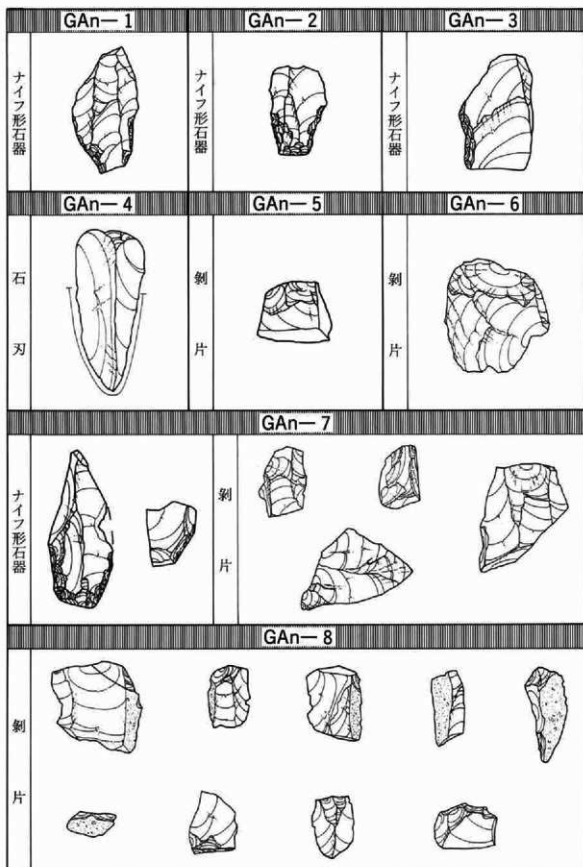 GAn—1
GAn—2
GAn—3
ナイフ形石器
ナイフ形石器
ナイフ形石器
GAn—4
GAn—5
GAn—6
石刃
剝片
剝片
GAn—7
ナイフ形石器
剝片
GAn—8
剝片